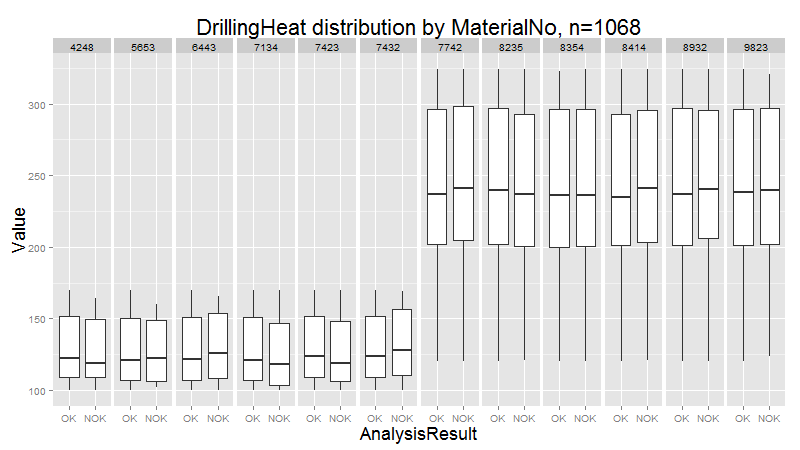 DrillingHeat distribution by MaterialNo, n=1068
4248 5653 6443 7134 7423 7432 7742 8235 8354 8414 8932 9823
300
250
200
150
100
Value
OK NOK OK NOK OK NOK OK NOK OK NOK OK NOK OK NOK OK NOK OK NOK OK NOK OK NOK OK NOK
AnalysisResult